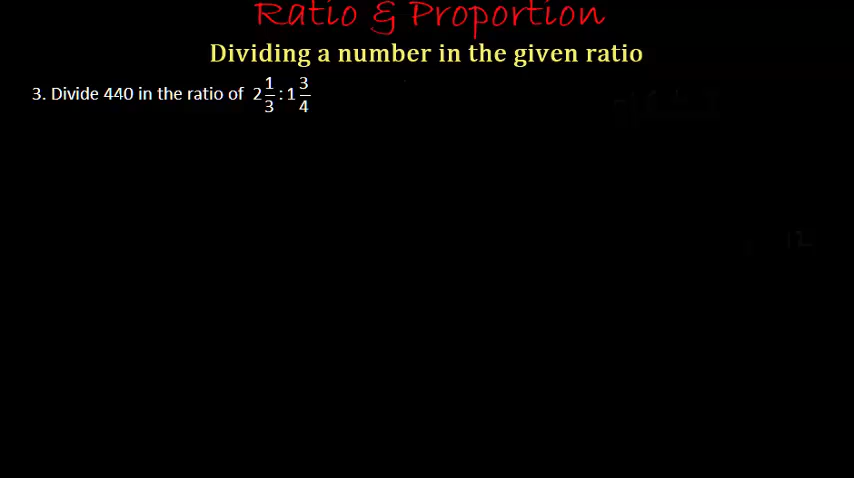 Ratio & Proportion
Dividing a number in the given ratio
3. Divide 440 in the ratio of 2 1/3 : 1 3/4
12